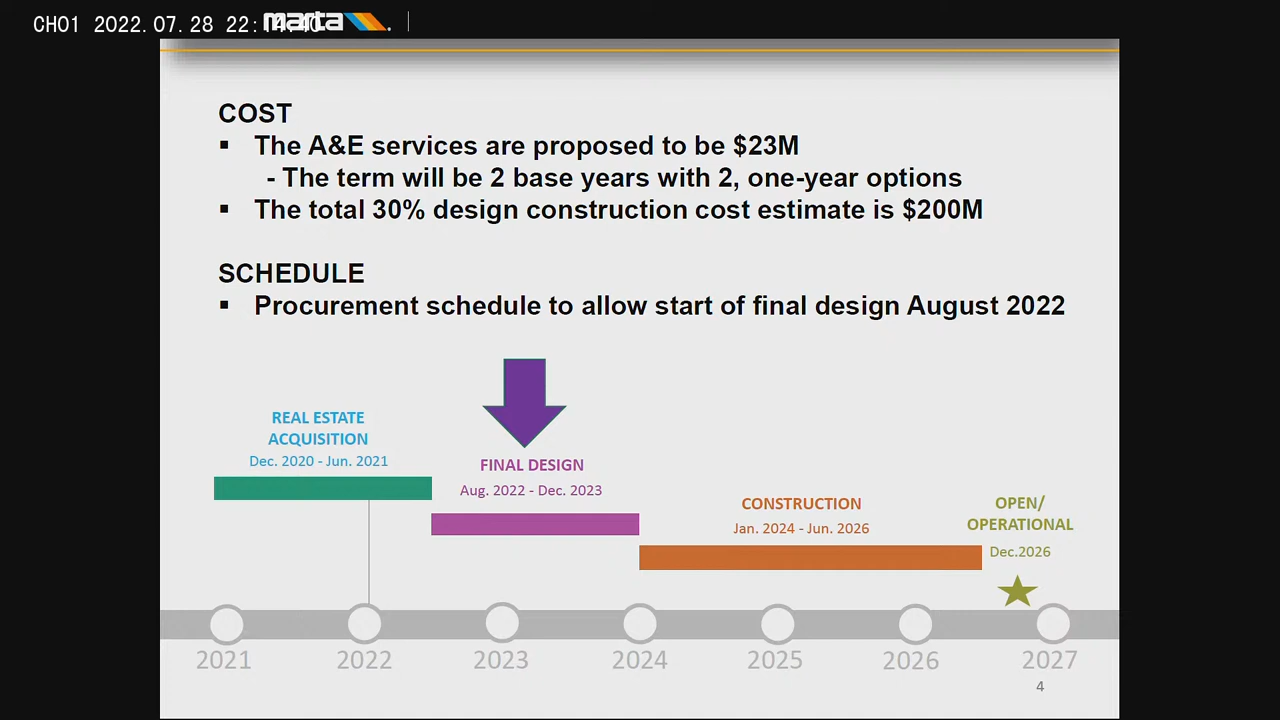 CH01 2022.07.28
marta
COST
▪ The A&E services are proposed to be $23M
- The term will be 2 base years with 2, one-year options
▪ The total 30% design construction cost estimate is $200M
SCHEDULE
▪ Procurement schedule to allow start of final design August 2022
REAL ESTATE
ACQUISITION
Dec. 2020 - Jun. 2021
FINAL DESIGN
Aug. 2022 - Dec. 2023
CONSTRUCTION
Jan. 2024 - Jun. 2026
OPEN/
OPERATIONAL
Dec.2026
2021 2022 2023 2024 2025 2026 2027
4